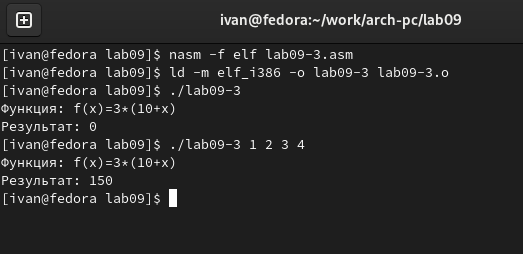 ivan@fedora:~/work/arch-pc/lab09
[ivan@fedora lab09]$ nasm -f elf lab09-3.asm
[ivan@fedora lab09]$ ld -m elf_i386 -o lab09-3 lab09-3.o
[ivan@fedora lab09]$ ./lab09-3
Функция: f(x)=3*(10+x)
Результат: 0
[ivan@fedora lab09]$ ./lab09-3 1 2 3 4
Функция: f(x)=3*(10+x)
Результат: 150
[ivan@fedora lab09]$